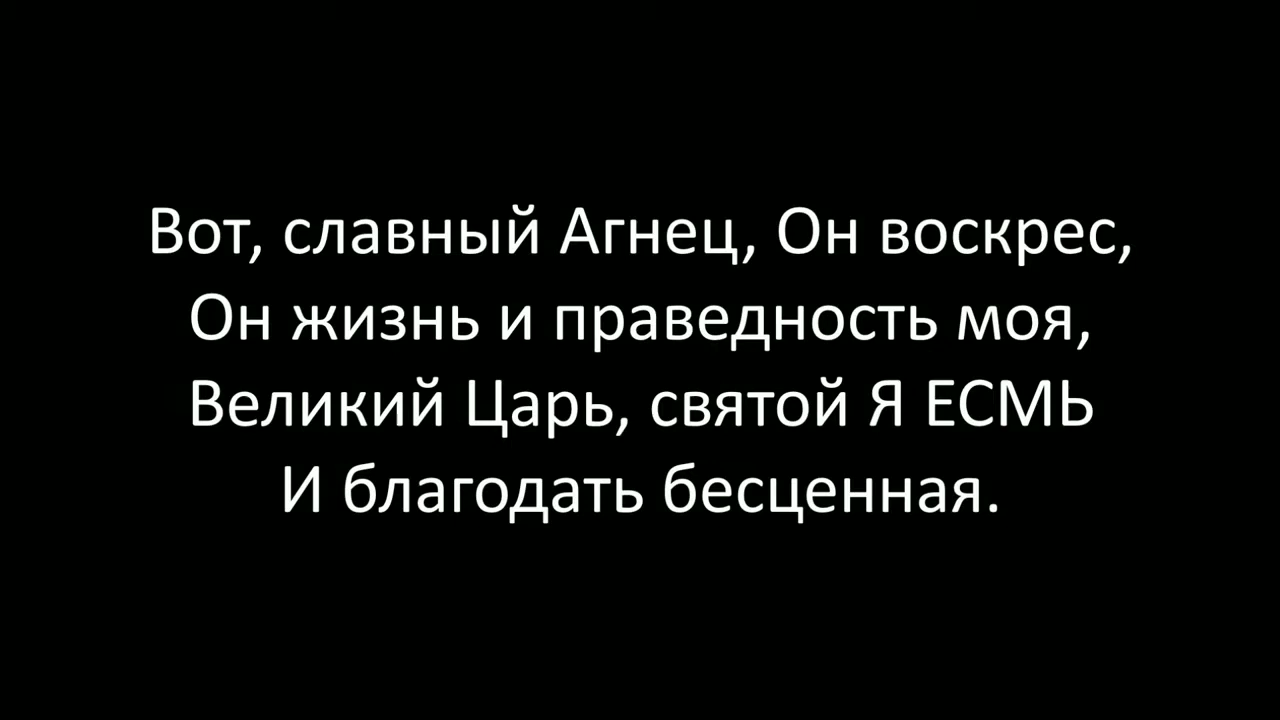 Вот, славный Агнец, Он воскрес,
Он жизнь и праведность моя,
Великий Царь, святой Я ЕСМЬ
И благодать бесценная.